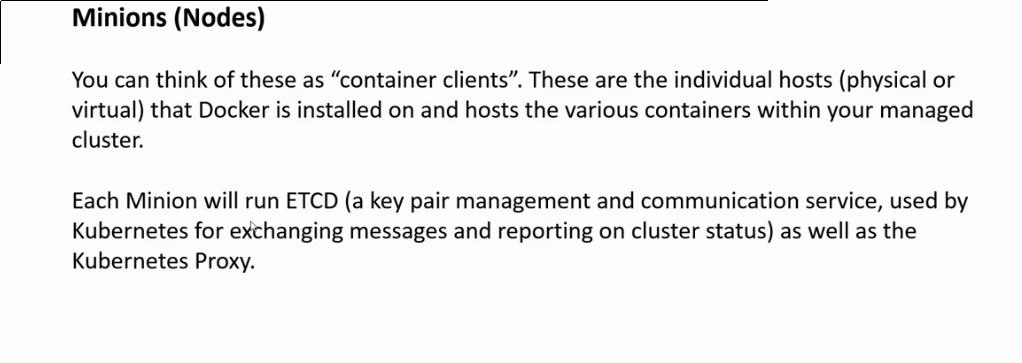 Minions (Nodes)
You can think of these as “container clients”. These are the individual hosts (physical or
virtual) that Docker is installed on and hosts the various containers within your managed
cluster.
Each Minion will run ETCD (a key pair management and communication service, used by
Kubernetes for exchanging messages and reporting on cluster status) as well as the
Kubernetes Proxy.